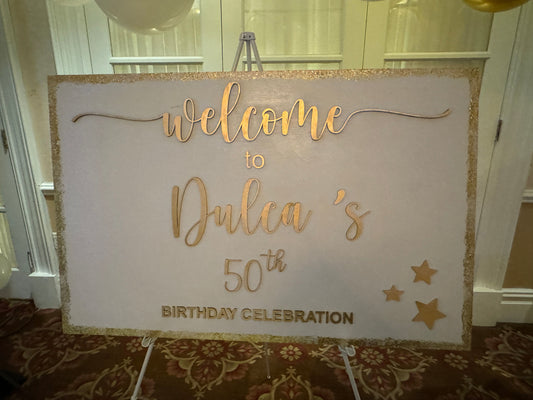 welcome
to
Dulca 's
50th
BIRTHDAY CELEBRATION